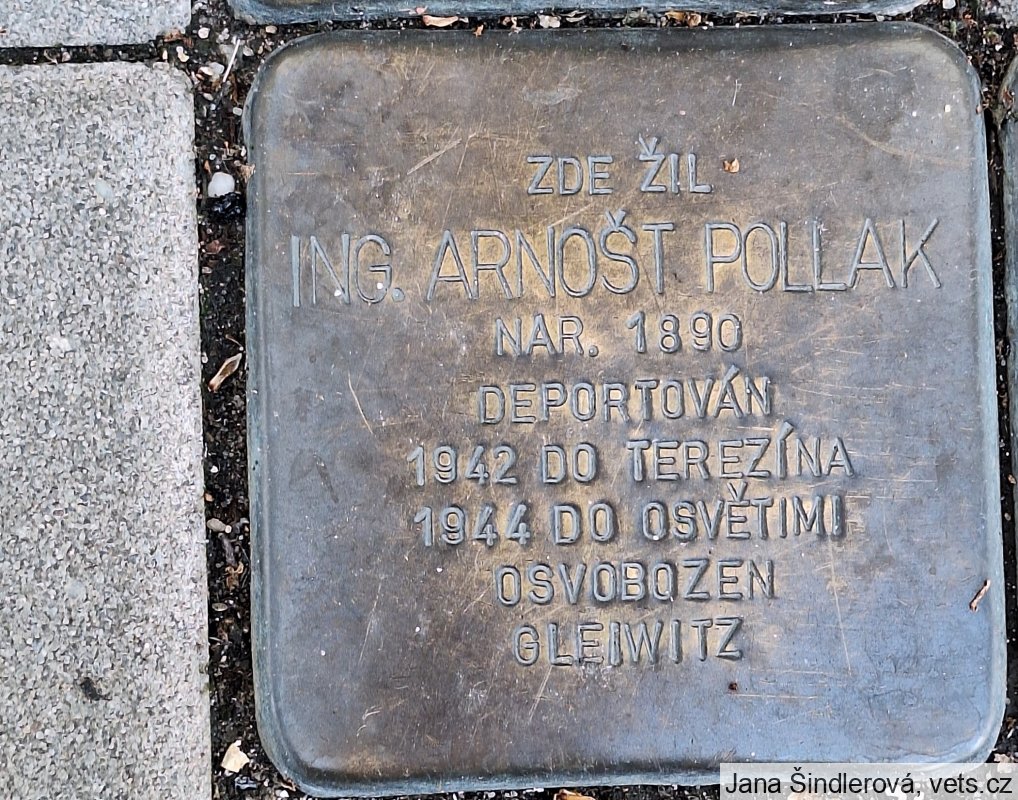 ZDE ŽIL
ING. ARNOŠT POLLAK
NAR. 1890
DEPORTOVÁN
1942 DO TEREZÍNA
1944 DO OSVĚTIMI
OSVOBOZEN
GLEIWITZ
Jana Šindlerová, vets.cz